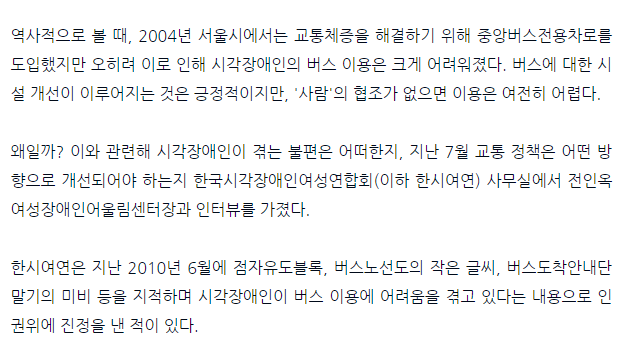 역사적으로 볼 때, 2004년 서울시에서는 교통체증을 해결하기 위해 중앙버스전용차로를
도입했지만 오히려 이로 인해 시각장애인의 버스 이용은 크게 어려워졌다. 버스에 대한 시
설 개선이 이루어지는 것은 긍정적이지만, '사람'의 협조가 없으면 이용은 여전히 어렵다.
왜일까? 이와 관련해 시각장애인이 겪는 불편은 어떠한지, 지난 7월 교통 정책은 어떤 방
향으로 개선되어야 하는지 한국시각장애인여성연합회(이하 한시여연) 사무실에서 전인옥
여성장애인어울림센터장과 인터뷰를 가졌다.
한시여연은 지난 2010년 6월에 점자유도블록, 버스노선도의 작은 글씨, 버스도착안내단
말기의 미비 등을 지적하며 시각장애인이 버스 이용에 어려움을 겪고 있다는 내용으로 인
권위에 진정을 낸 적이 있다.